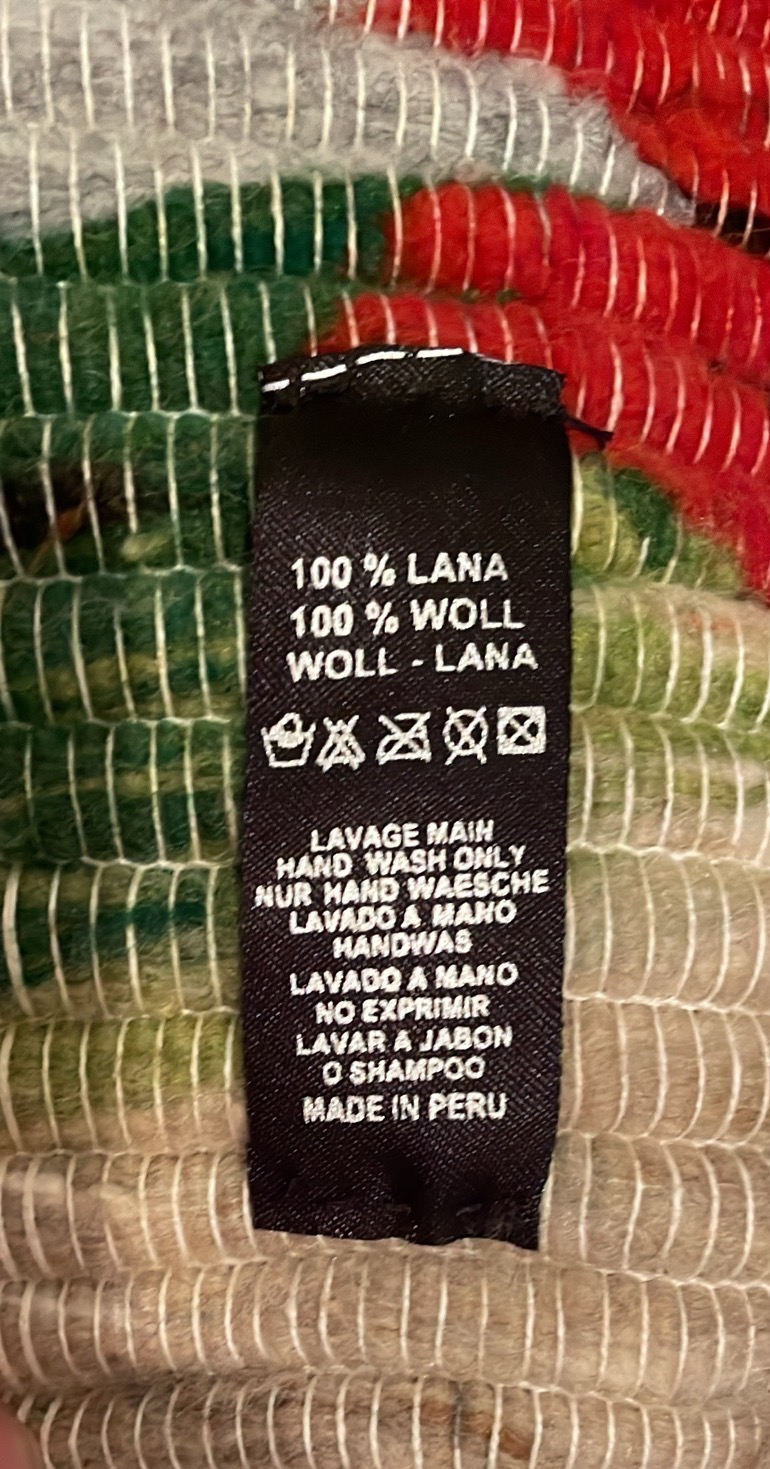 100 % LANA
100 % WOLL
WOLL - LANA
LAVAGE MAIN
HAND WASH ONLY
NUR HAND WAESCHE
LAVADO A MANO
HANDWAS
LAVADO A MANO
NO EXPRIMIR
LAVAR A JABON
O SHAMPOO
MADE IN PERU